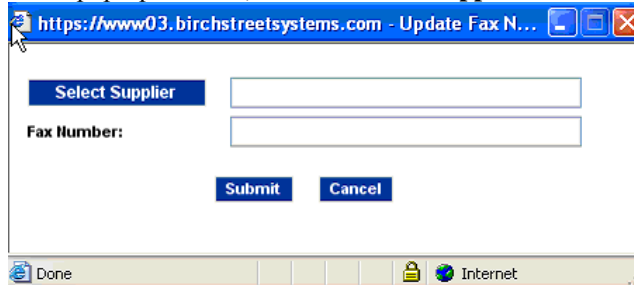 https://www03.birchstreetsystems.com - Update Fax N...
Select Supplier
Fax Number:
Submit Cancel
Done Internet